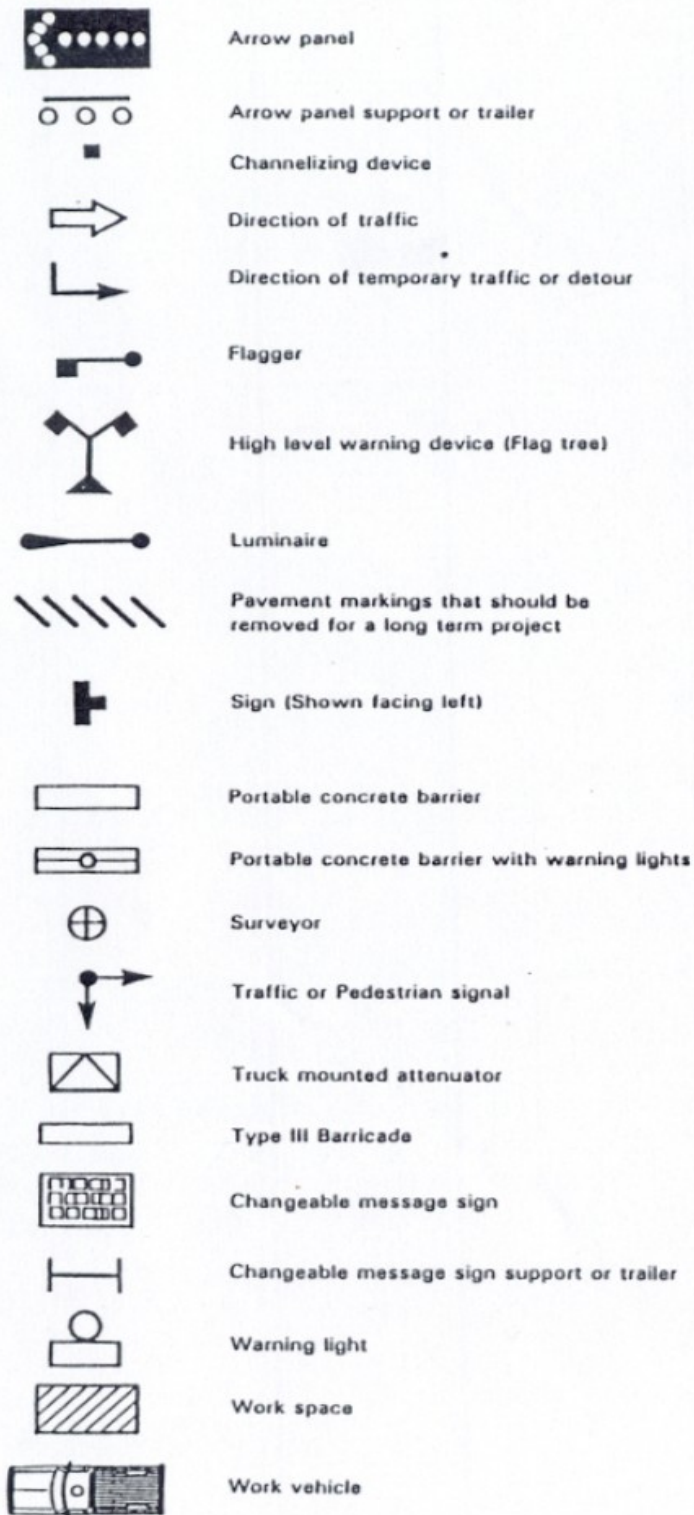 Arrow panel
Arrow panel support or trailer
Channelizing device
Direction of traffic
Direction of temporary traffic or detour
Flagger
High level warning device (Flag tree)
Luminaire
Pavement markings that should be
removed for a long term project
Sign (Shown facing left)
Portable concrete barrier
Portable concrete barrier with warning lights
Surveyor
Traffic or Pedestrian signal
Truck mounted attenuator
Type III Barricade
Changeable message sign
Changeable message sign support or trailer
Warning light
Work space
Work vehicle